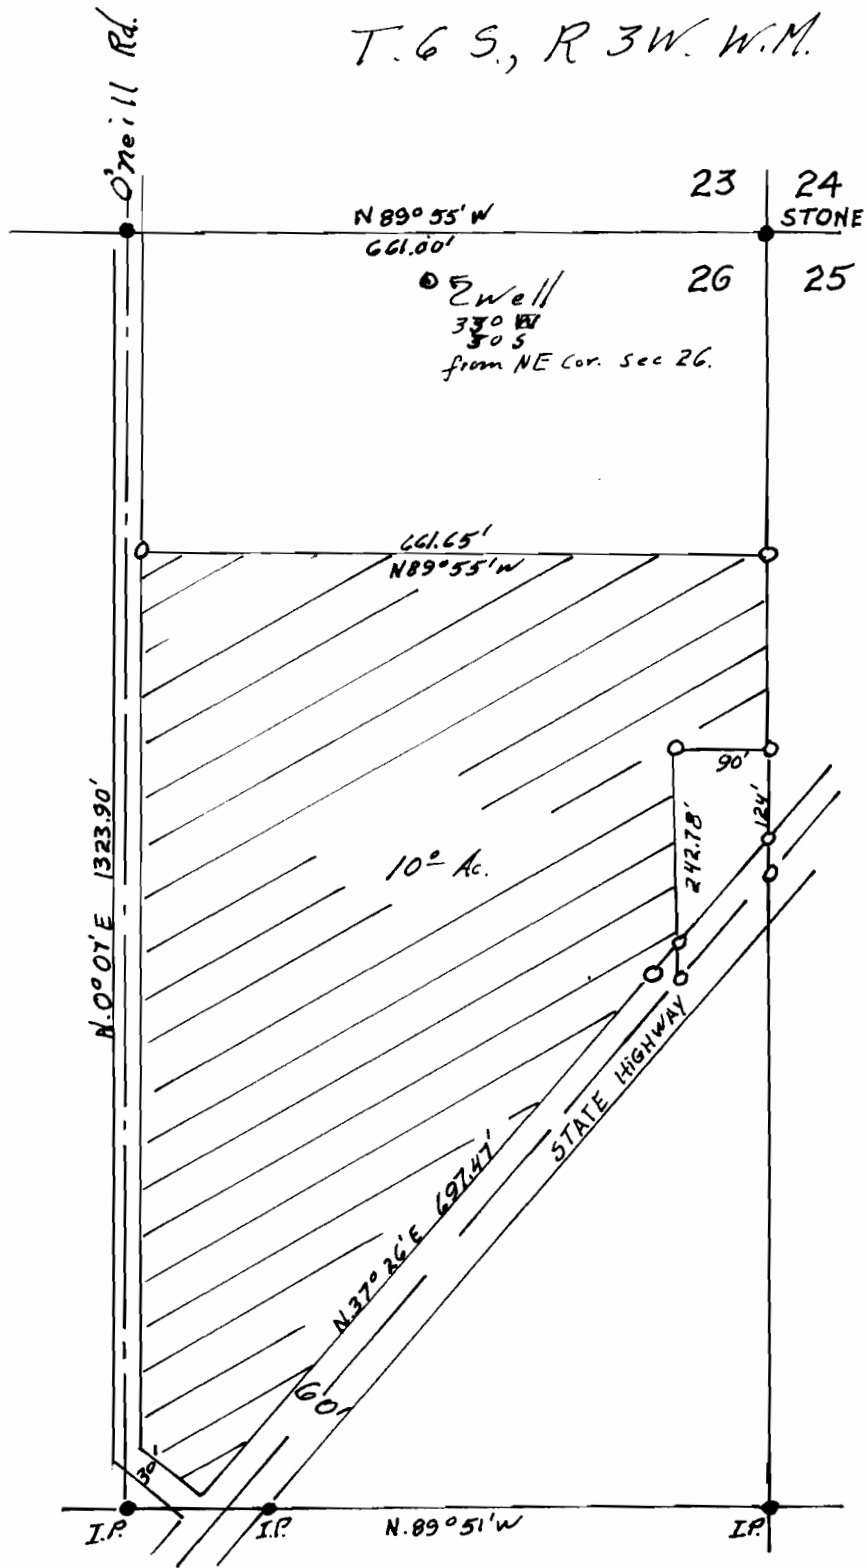 T. 6 S., R 3W. W.M.
O'neill Rd.
23
24
STONE
N 89° 55' W
661.00'
26
25
well
350 W
50 S
from NE Cor. Sec 26.
661.65'
N89° 55' W
90'
124'
242.78'
N. 0° 07' E 1323.90'
10° Ac.
STATE HIGHWAY
N. 37° 26' E 697.47'
60'
30'
I.P.
I.P.
N. 89° 51' W
I.P.